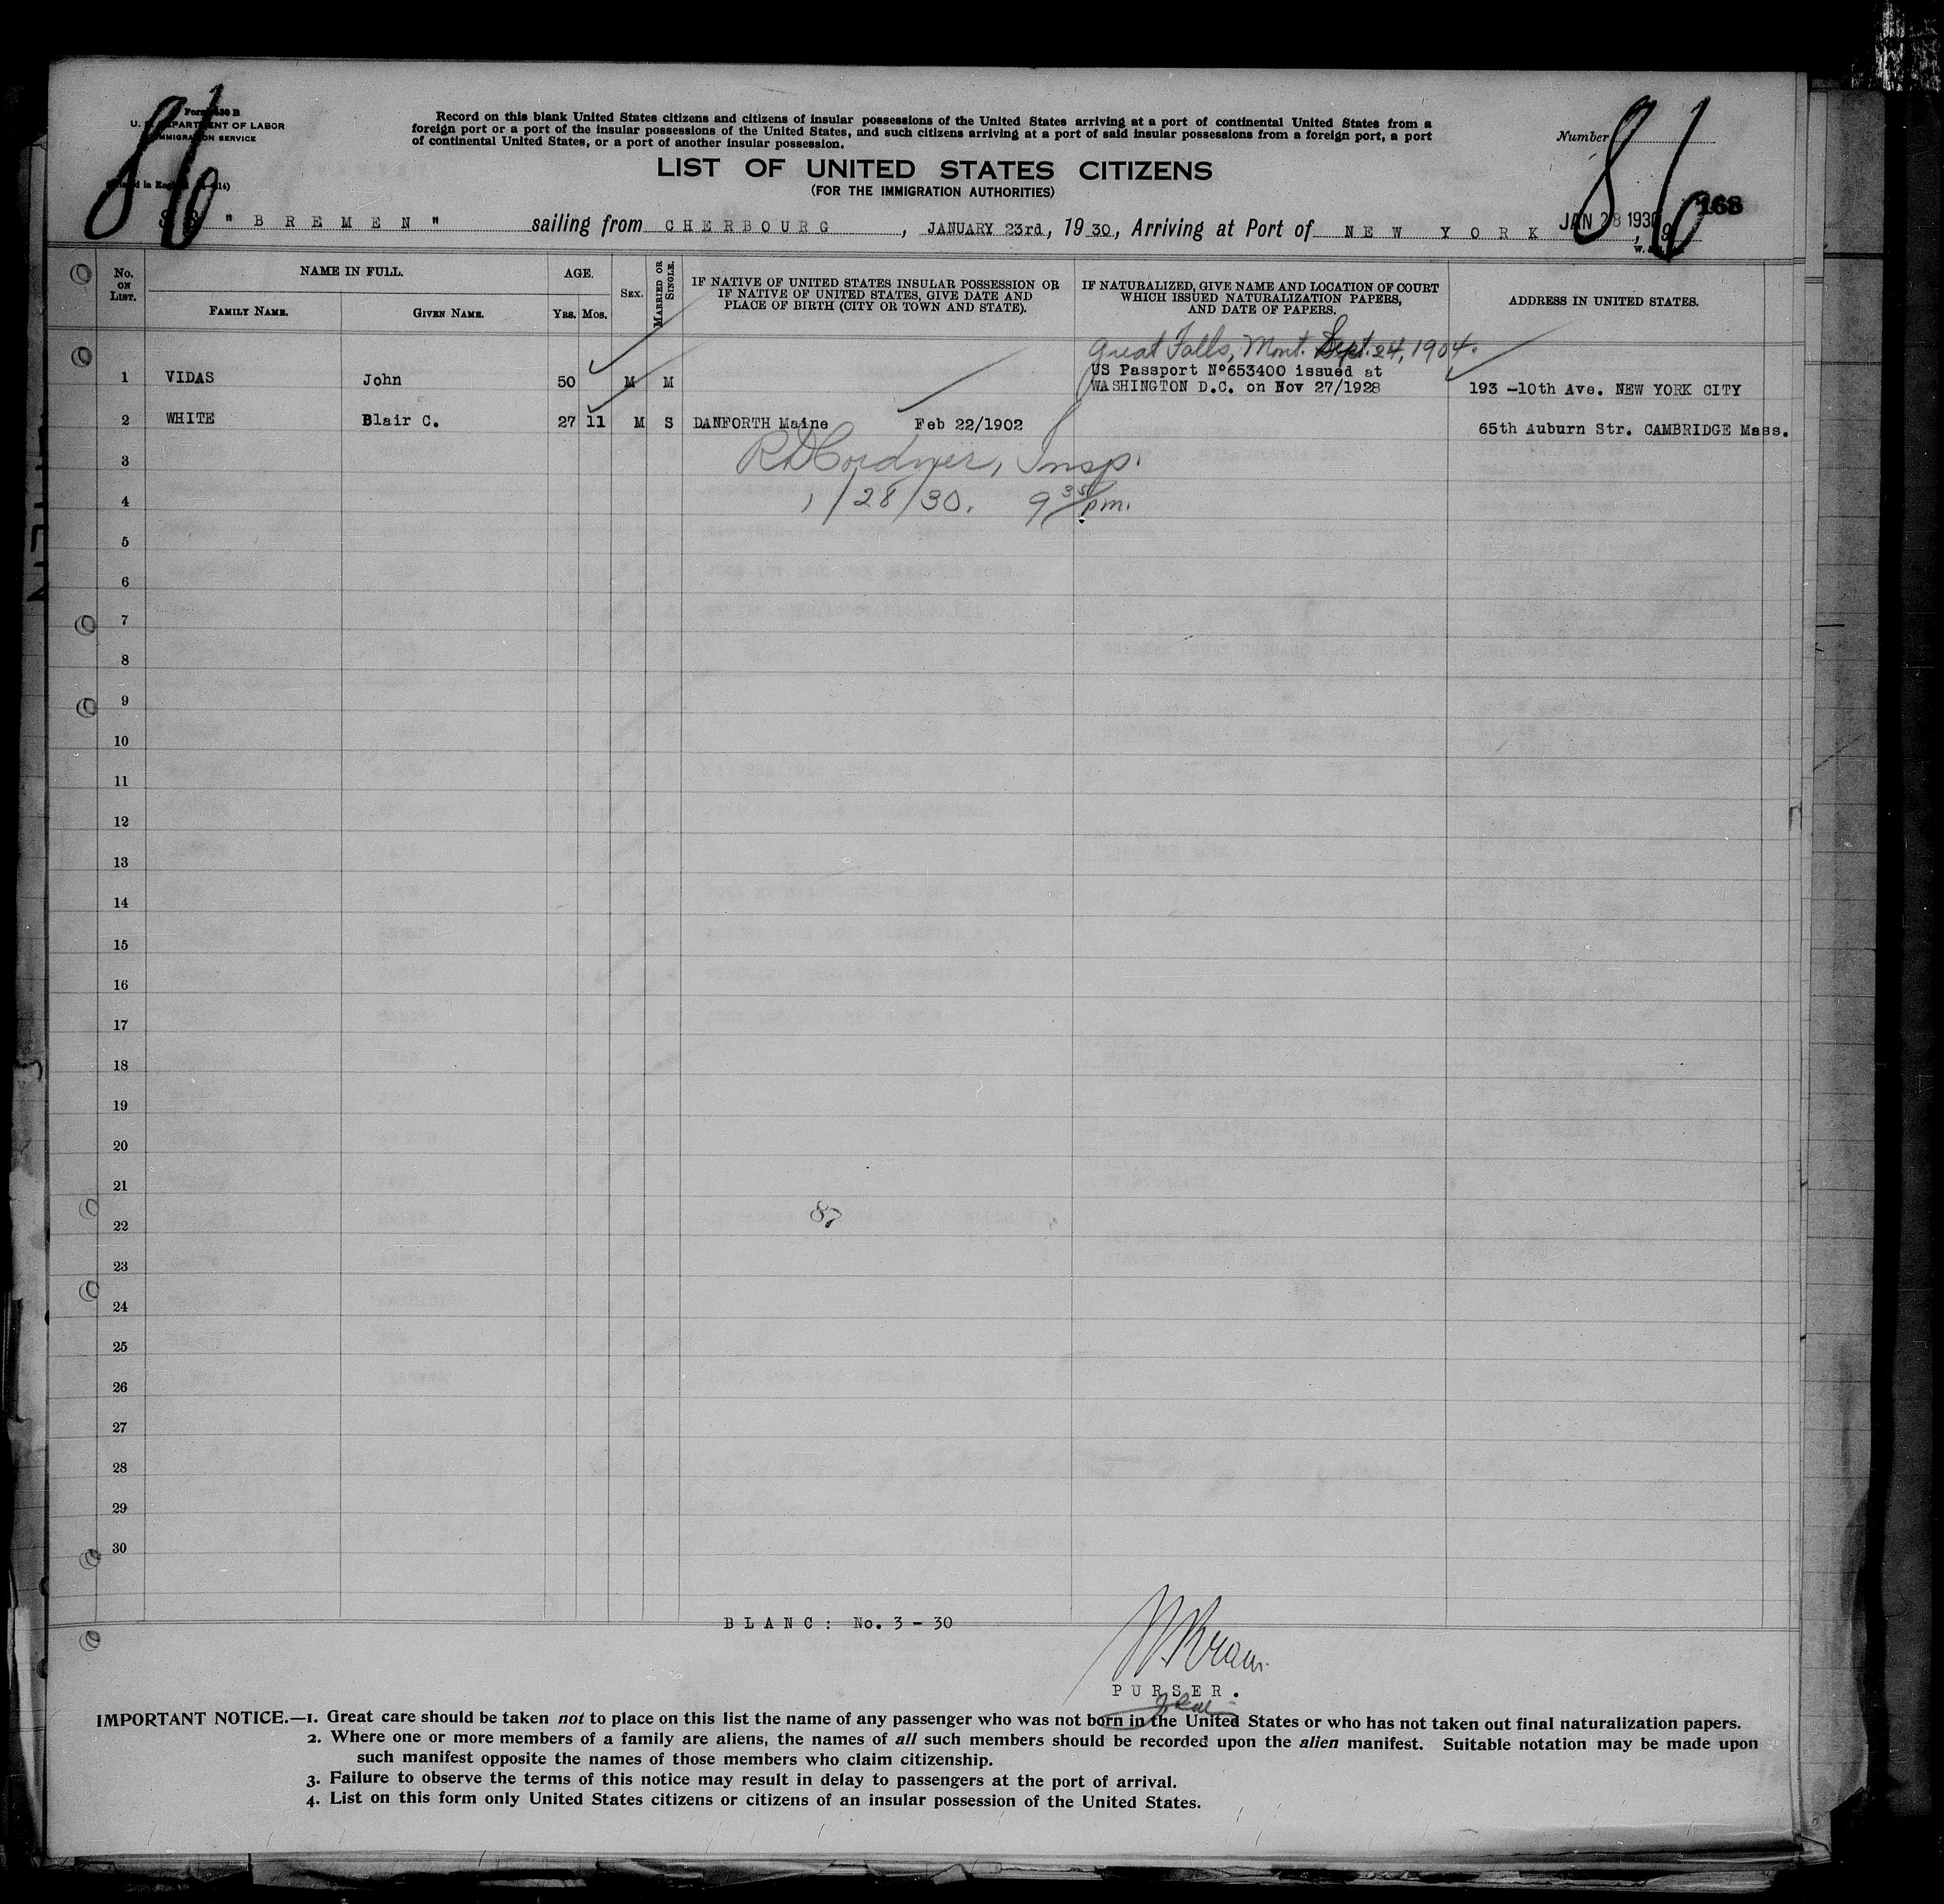 86
U. S. DEPARTMENT OF LABOR
IMMIGRATION SERVICE
Record on this blank United States citizens and citizens of insular possessions of the United States arriving at a port of continental United States from a
foreign port or a port of the insular possessions of the United States, and such citizens arriving at a port of said insular possessions from a foreign port, a port
of continental United States, or a port of another insular possession.
Number 86
LIST OF UNITED STATES CITIZENS
(FOR THE IMMIGRATION AUTHORITIES)
168
S.S. "BREMEN" sailing from CHERBOURG, JANUARY 23rd, 1930, Arriving at Port of NEW YORK JAN 28 1930, 19
No. ON LIST. NAME IN FULL. AGE. SEX. MARRIED OR SINGLE. IF NATIVE OF UNITED STATES INSULAR POSSESSION OR IF NATIVE OF UNITED STATES, GIVE DATE AND PLACE OF BIRTH (CITY OR TOWN AND STATE). IF NATURALIZED, GIVE NAME AND LOCATION OF COURT WHICH ISSUED NATURALIZATION PAPERS, AND DATE OF PAPERS. ADDRESS IN UNITED STATES.
FAMILY NAME. GIVEN NAME. YRS. MOS.
Great Falls, Mont. Sept. 24, 1904.
1 VIDAS John 50 M M US Passport N°653400 issued at
WASHINGTON D.C. on Nov 27/1928 193 -10th Ave. NEW YORK CITY
2 WHITE Blair C. 27 11 M S DANFORTH Maine Feb 22/1902 65th Auburn Str. CAMBRIDGE Mass.
3 RDCordner, Insp.
4 1/28/30. 9 35/pm.
5
6
7
8
9
10
11
12
13
14
15
16
17
18
19
20
21
22 87
23
24
25
26
27
28
29
30
BLANC: No. 3 - 30
PURSER.
IMPORTANT NOTICE.—1. Great care should be taken not to place on this list the name of any passenger who was not born in the United States or who has not taken out final naturalization papers.
2. Where one or more members of a family are aliens, the names of all such members should be recorded upon the alien manifest. Suitable notation may be made upon
such manifest opposite the names of those members who claim citizenship.
3. Failure to observe the terms of this notice may result in delay to passengers at the port of arrival.
4. List on this form only United States citizens or citizens of an insular possession of the United States.